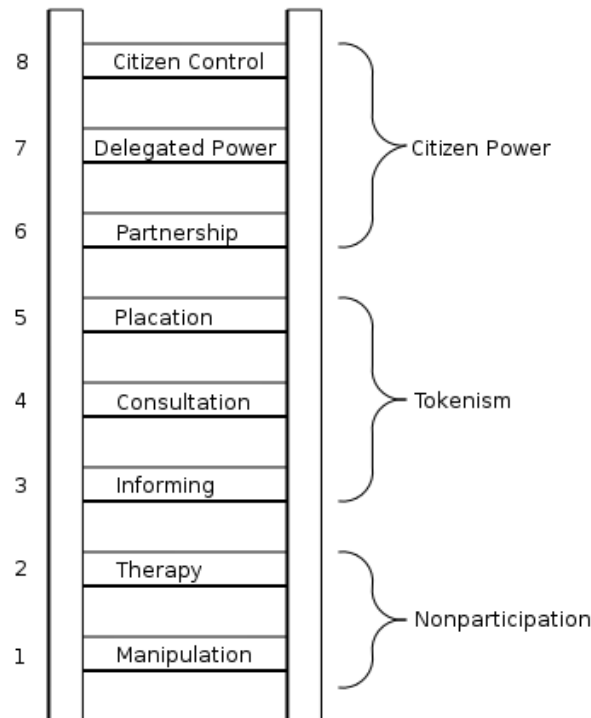 8 Citizen Control
7 Delegated Power Citizen Power
6 Partnership
5 Placation
4 Consultation Tokenism
3 Informing
2 Therapy
Nonparticipation
1 Manipulation